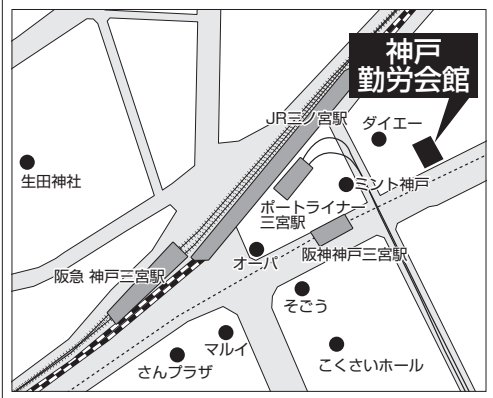 神戸
勤労会館
JR三ノ宮駅
ダイエー
生田神社
ミント神戸
ポートライナー
三宮駅
阪急 神戸三宮駅
オーパ
阪神神戸三宮駅
そごう
マルイ
さんプラザ
こくさいホール